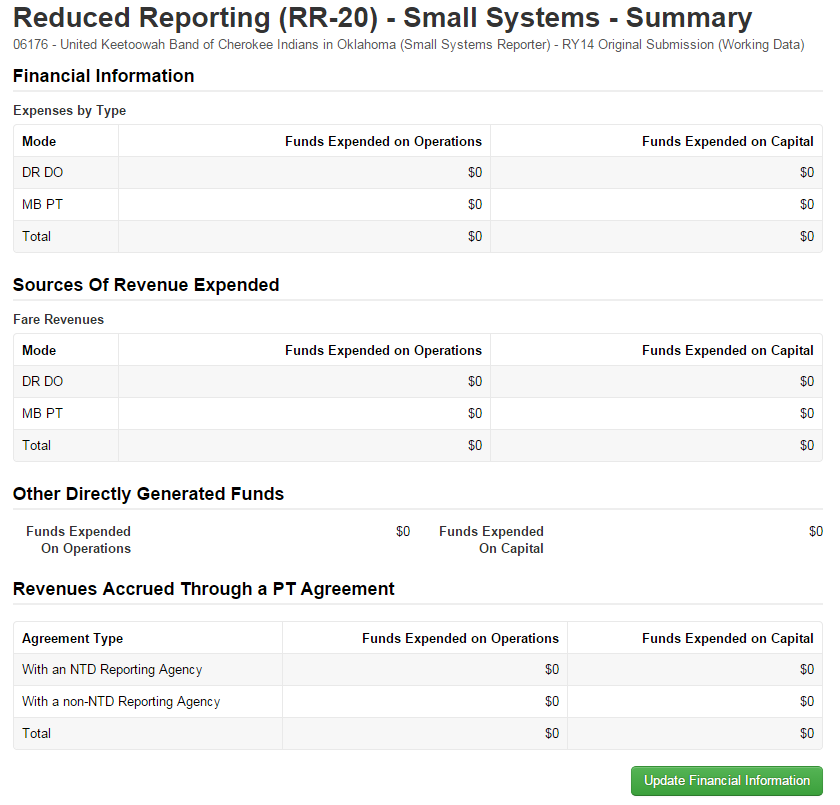 Reduced Reporting (RR-20) - Small Systems - Summary
06176 - United Keetoowah Band of Cherokee Indians in Oklahoma (Small Systems Reporter) - RY14 Original Submission (Working Data)
Financial Information
Expenses by Type
Mode Funds Expended on Operations Funds Expended on Capital
DR DO $0 $0
MB PT $0 $0
Total $0 $0
Sources Of Revenue Expended
Fare Revenues
Mode Funds Expended on Operations Funds Expended on Capital
DR DO $0 $0
MB PT $0 $0
Total $0 $0
Other Directly Generated Funds
Funds Expended $0 Funds Expended $0
On Operations On Capital
Revenues Accrued Through a PT Agreement
Agreement Type Funds Expended on Operations Funds Expended on Capital
With an NTD Reporting Agency $0 $0
With a non-NTD Reporting Agency $0 $0
Total $0 $0
Update Financial Information